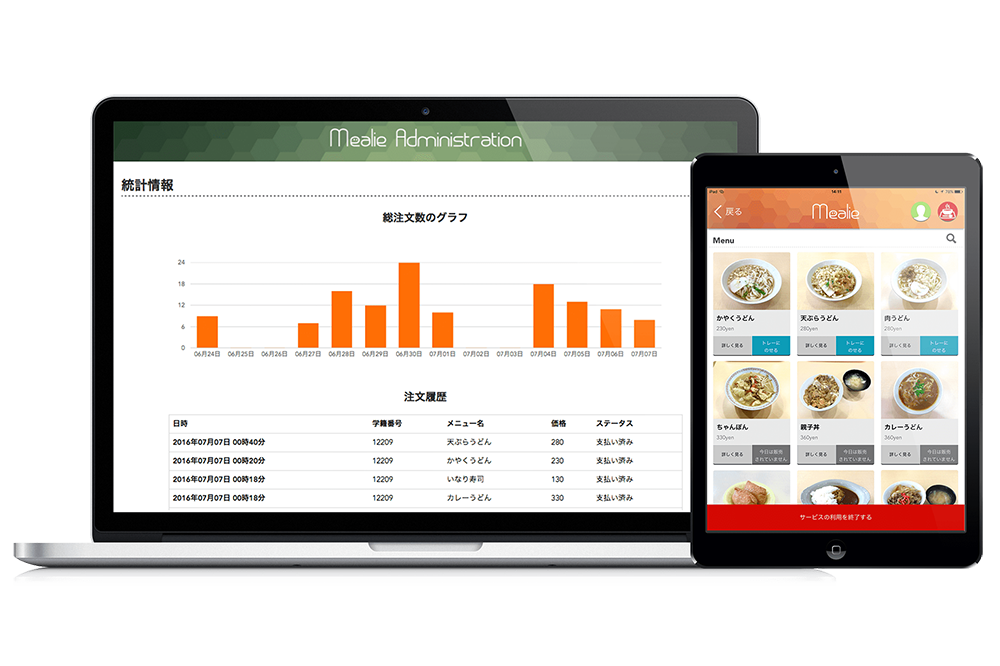 Mealie Administration
統計情報
総注文数のグラフ
24
18
12
6
0
06月24日 06月25日 06月26日 06月27日 06月28日 06月29日 06月30日 07月01日 07月02日 07月03日 07月04日 07月05日 07月06日 07月07日
注文履歴
日時 学籍番号 メニュー名 価格 ステータス
2016年07月07日 00時40分 12209 天ぷらうどん 280 支払い済み
2016年07月07日 00時20分 12209 かやくうどん 230 支払い済み
2016年07月07日 00時18分 12209 いなり寿司 130 支払い済み
2016年07月07日 00時18分 12209 カレーうどん 330 支払い済み
iPad 14:11 76%
戻る Mealie
Menu
かやくうどん 天ぷらうどん 肉うどん
230yen 280yen 280yen
詳しく見る トレーに のせる 詳しく見る トレーに のせる 詳しく見る トレーに のせる
ちゃんぽん 親子丼 カレーうどん
330yen 360yen 360yen
詳しく見る 今日は販売 されていません 詳しく見る 今日は販売 されていません 詳しく見る 今日は販売 されていません
サービスの利用を終了する